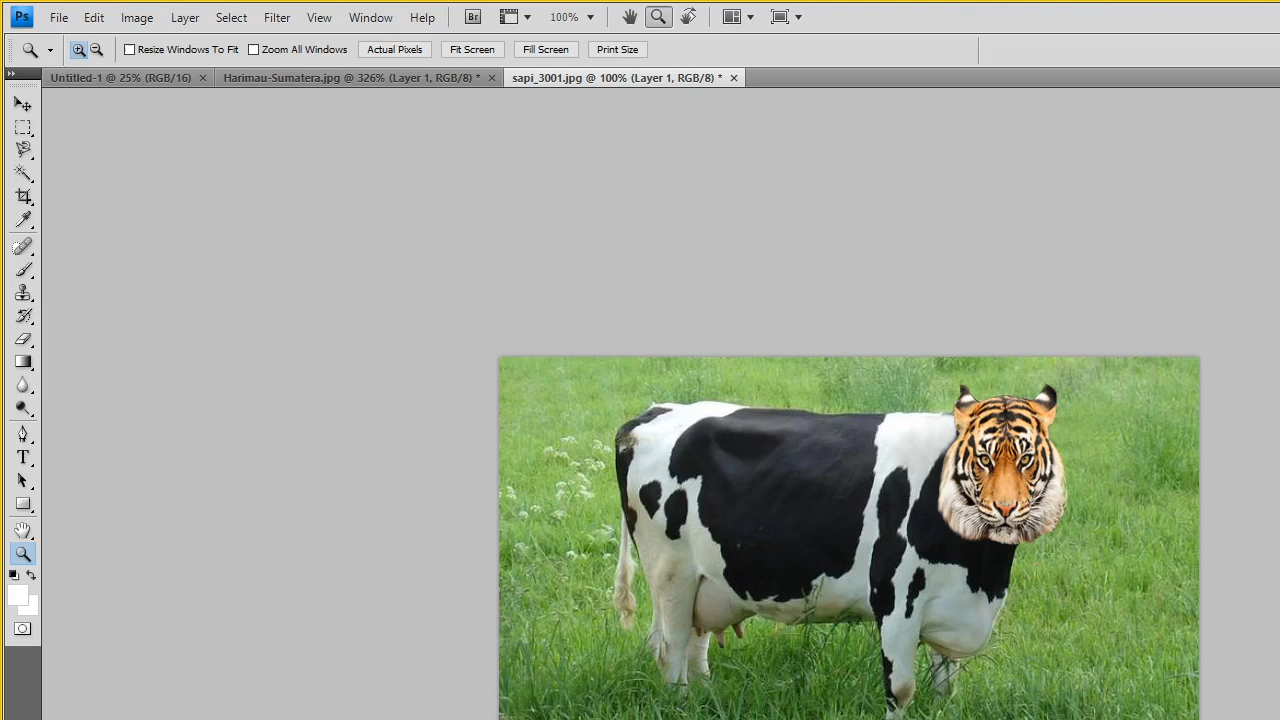 Ps File Edit Image Layer Select Filter View Window Help Br 100%
Resize Windows To Fit Zoom All Windows Actual Pixels Fit Screen Fill Screen Print Size
Untitled-1 @ 25% (RGB/16) Harimau-Sumatera.jpg @ 326% (Layer 1, RGB/8) * sapi_3001.jpg @ 100% (Layer 1, RGB/8) *
T